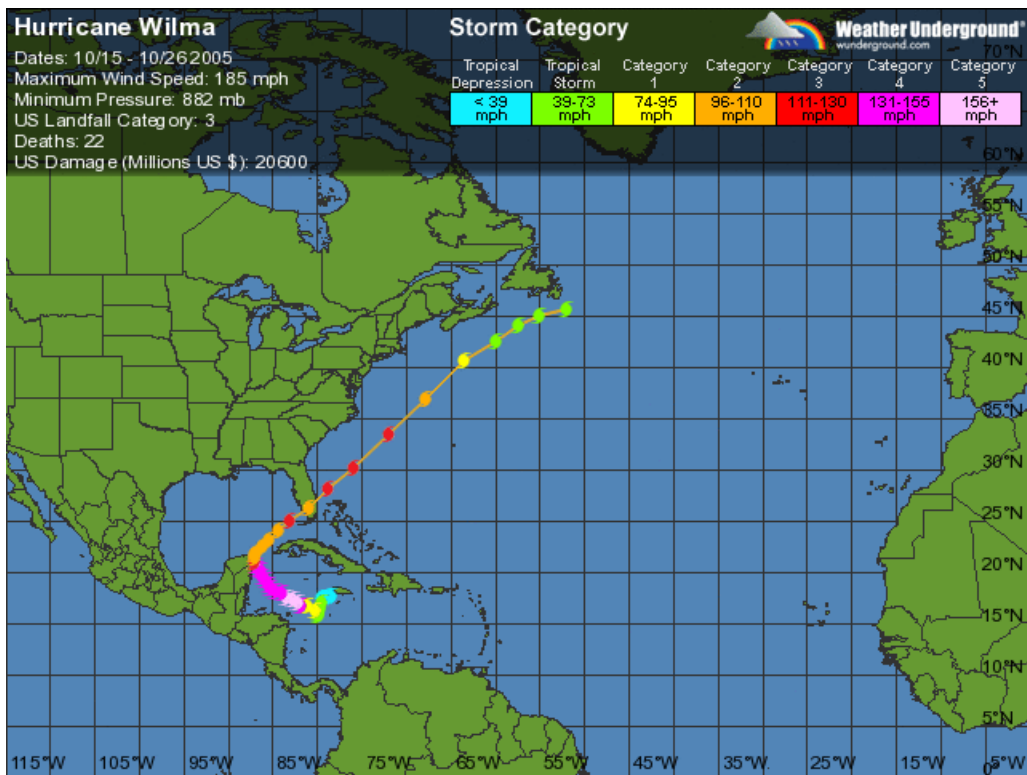 Hurricane Wilma
Dates: 10/15 - 10/26 2005
Maximum Wind Speed: 185 mph
Minimum Pressure: 882 mb
US Landfall Category: 3
Deaths: 22
US Damage (Millions US $): 20600
Storm Category
Weather Underground®
wunderground.com
Tropical Depression
Tropical Storm
Category 1
Category 2
Category 3
Category 4
Category 5
< 39 mph
39-73 mph
74-95 mph
96-110 mph
111-130 mph
131-155 mph
156+ mph
70°N
60°N
55°N
50°N
45°N
40°N
35°N
30°N
25°N
20°N
15°N
10°N
5°N
0°
115°W 105°W 95°W 85°W 75°W 65°W 55°W 45°W 35°W 25°W 15°W 5°W